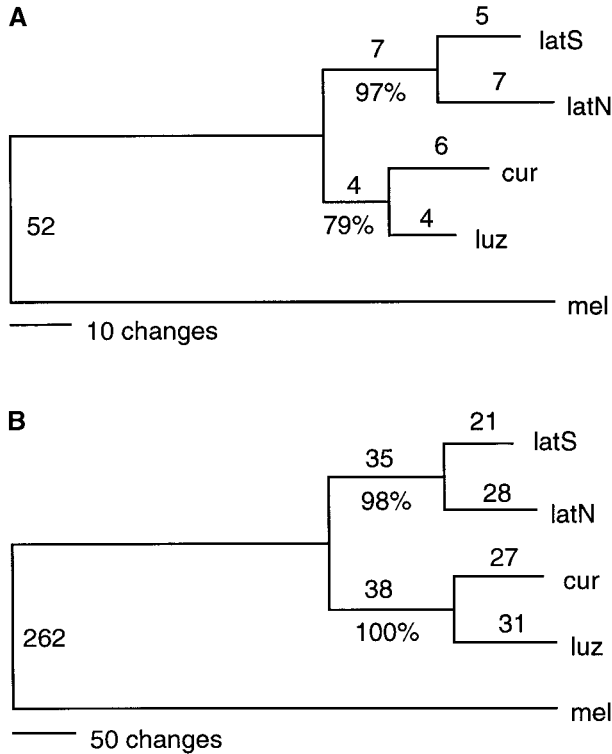 A
5
7
latS
97%
7
latN
6
4
cur
79%
4
luz
52
mel
10 changes
B
21
35
latS
98%
28
latN
27
38
cur
100%
31
luz
262
mel
50 changes